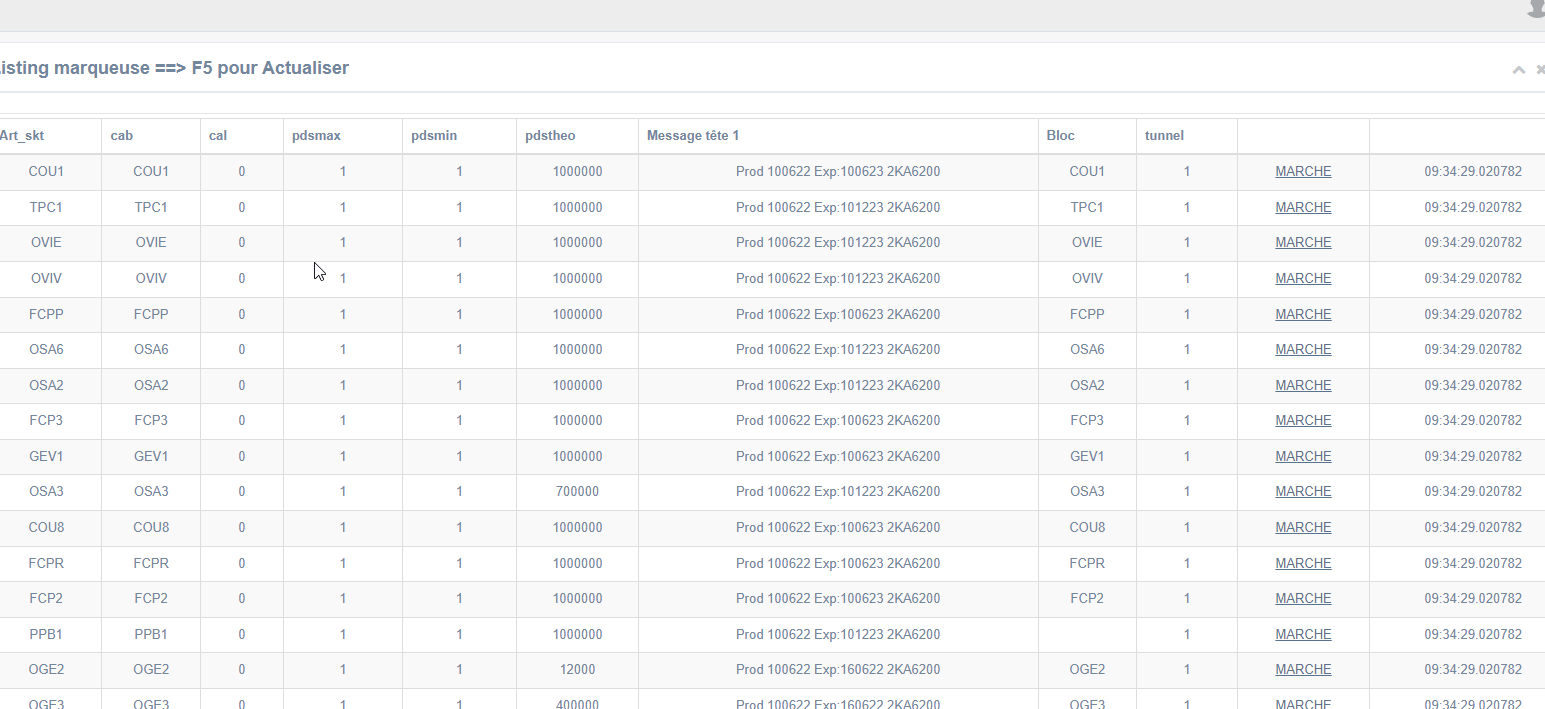 isting marqueuse ==> F5 pour Actualiser
Art_skt cab cal pdsmax pdsmin pdstheo Message tête 1 Bloc tunnel
COU1 COU1 0 1 1 1000000 Prod 100622 Exp:100623 2KA6200 COU1 1 MARCHE 09:34:29.020782
TPC1 TPC1 0 1 1 1000000 Prod 100622 Exp:101223 2KA6200 TPC1 1 MARCHE 09:34:29.020782
OVIE OVIE 0 1 1 1000000 Prod 100622 Exp:101223 2KA6200 OVIE 1 MARCHE 09:34:29.020782
OVIV OVIV 0 1 1 1000000 Prod 100622 Exp:101223 2KA6200 OVIV 1 MARCHE 09:34:29.020782
FCPP FCPP 0 1 1 1000000 Prod 100622 Exp:100623 2KA6200 FCPP 1 MARCHE 09:34:29.020782
OSA6 OSA6 0 1 1 1000000 Prod 100622 Exp:101223 2KA6200 OSA6 1 MARCHE 09:34:29.020782
OSA2 OSA2 0 1 1 1000000 Prod 100622 Exp:101223 2KA6200 OSA2 1 MARCHE 09:34:29.020782
FCP3 FCP3 0 1 1 1000000 Prod 100622 Exp:100623 2KA6200 FCP3 1 MARCHE 09:34:29.020782
GEV1 GEV1 0 1 1 1000000 Prod 100622 Exp:100623 2KA6200 GEV1 1 MARCHE 09:34:29.020782
OSA3 OSA3 0 1 1 700000 Prod 100622 Exp:101223 2KA6200 OSA3 1 MARCHE 09:34:29.020782
COU8 COU8 0 1 1 1000000 Prod 100622 Exp:100623 2KA6200 COU8 1 MARCHE 09:34:29.020782
FCPR FCPR 0 1 1 1000000 Prod 100622 Exp:100623 2KA6200 FCPR 1 MARCHE 09:34:29.020782
FCP2 FCP2 0 1 1 1000000 Prod 100622 Exp:100623 2KA6200 FCP2 1 MARCHE 09:34:29.020782
PPB1 PPB1 0 1 1 1000000 Prod 100622 Exp:101223 2KA6200 1 MARCHE 09:34:29.020782
OGE2 OGE2 0 1 1 12000 Prod 100622 Exp:160622 2KA6200 OGE2 1 MARCHE 09:34:29.020782
OGE3 OGE3 0 1 1 400000 Prod 100622 Exp:160622 2KA6200 OGE3 1 MARCHE 09:34:29.020782